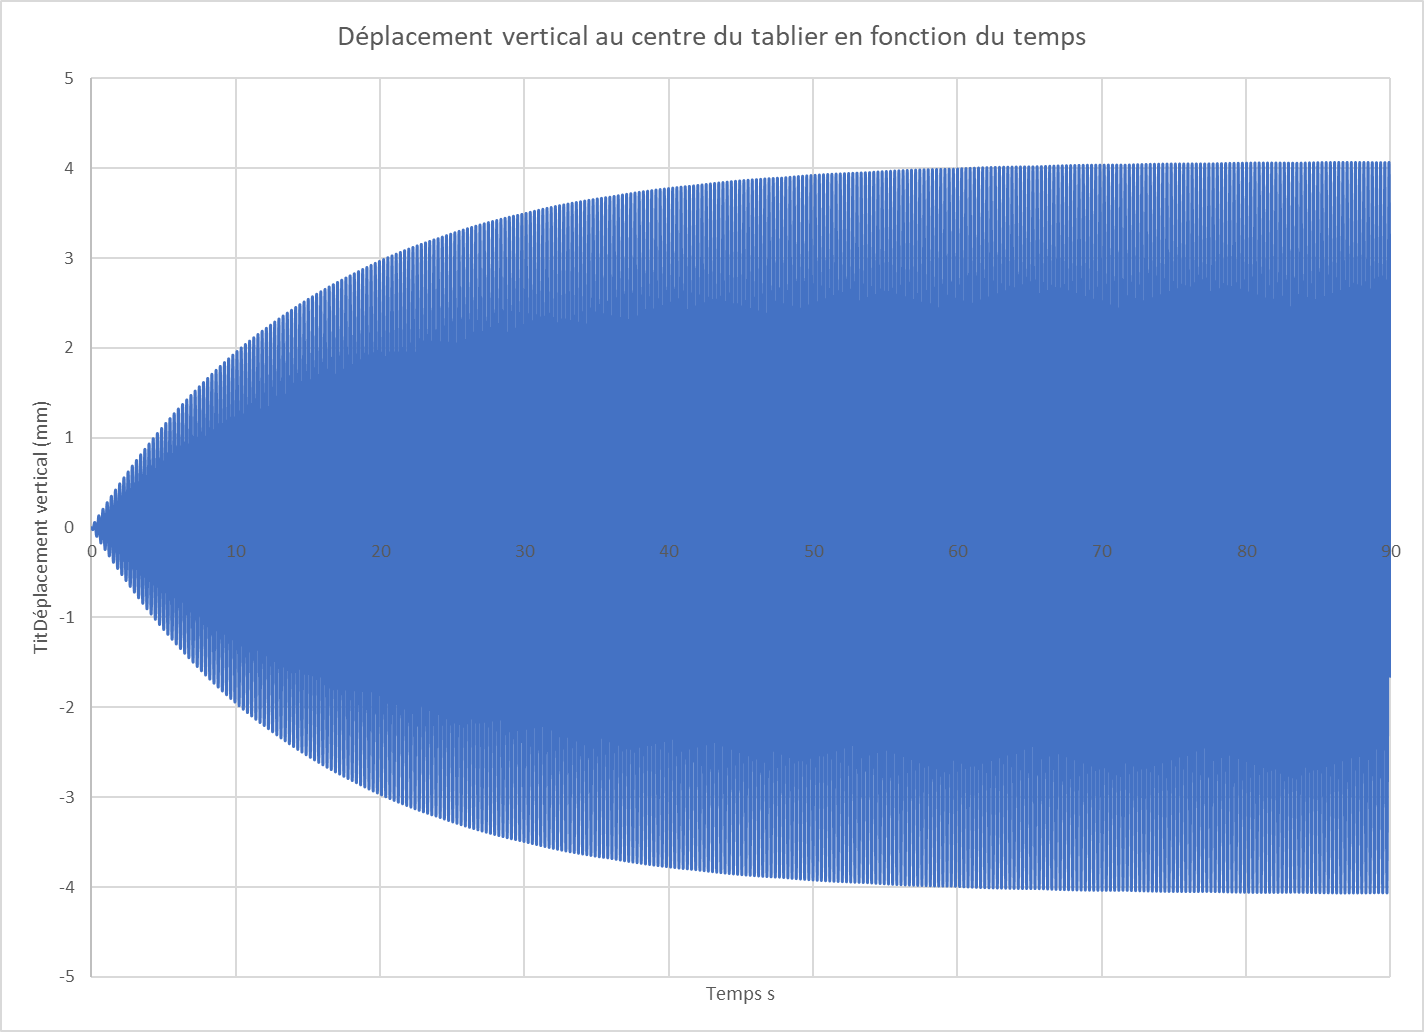 Déplacement vertical au centre du tablier en fonction du temps
5
4
3
2
1
0
-1
-2
-3
-4
-5
0 10 20 30 40 50 60 70 80 90
TitDéplacement vertical (mm)
Temps s